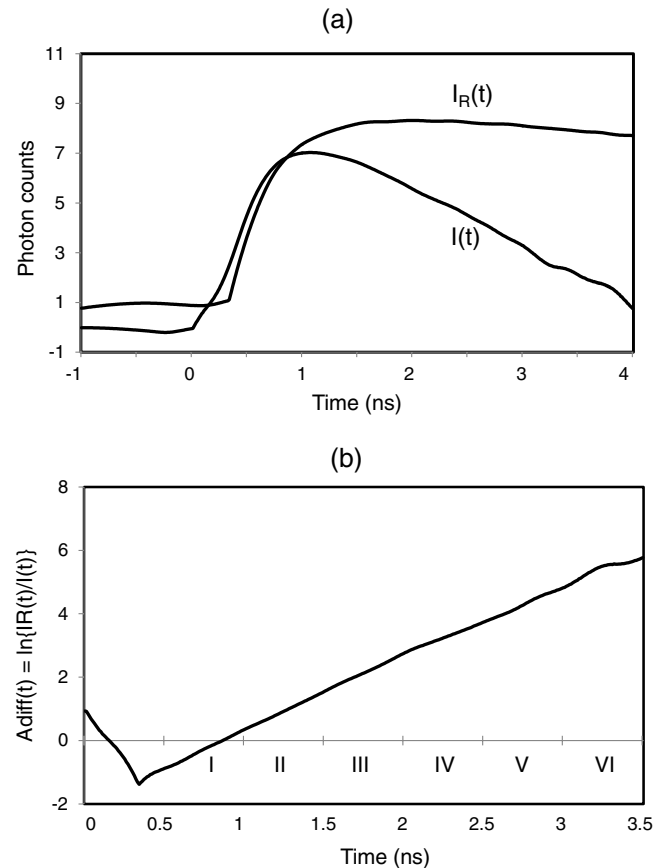 (a)
11
9
7
5
3
1
-1
Photon counts
I_R(t)
I(t)
-1 0 1 2 3 4
Time (ns)
(b)
8
6
4
2
0
-2
Adiff(t) = ln{IR(t)/I(t)}
I II III IV V VI
0 0.5 1 1.5 2 2.5 3 3.5
Time (ns)